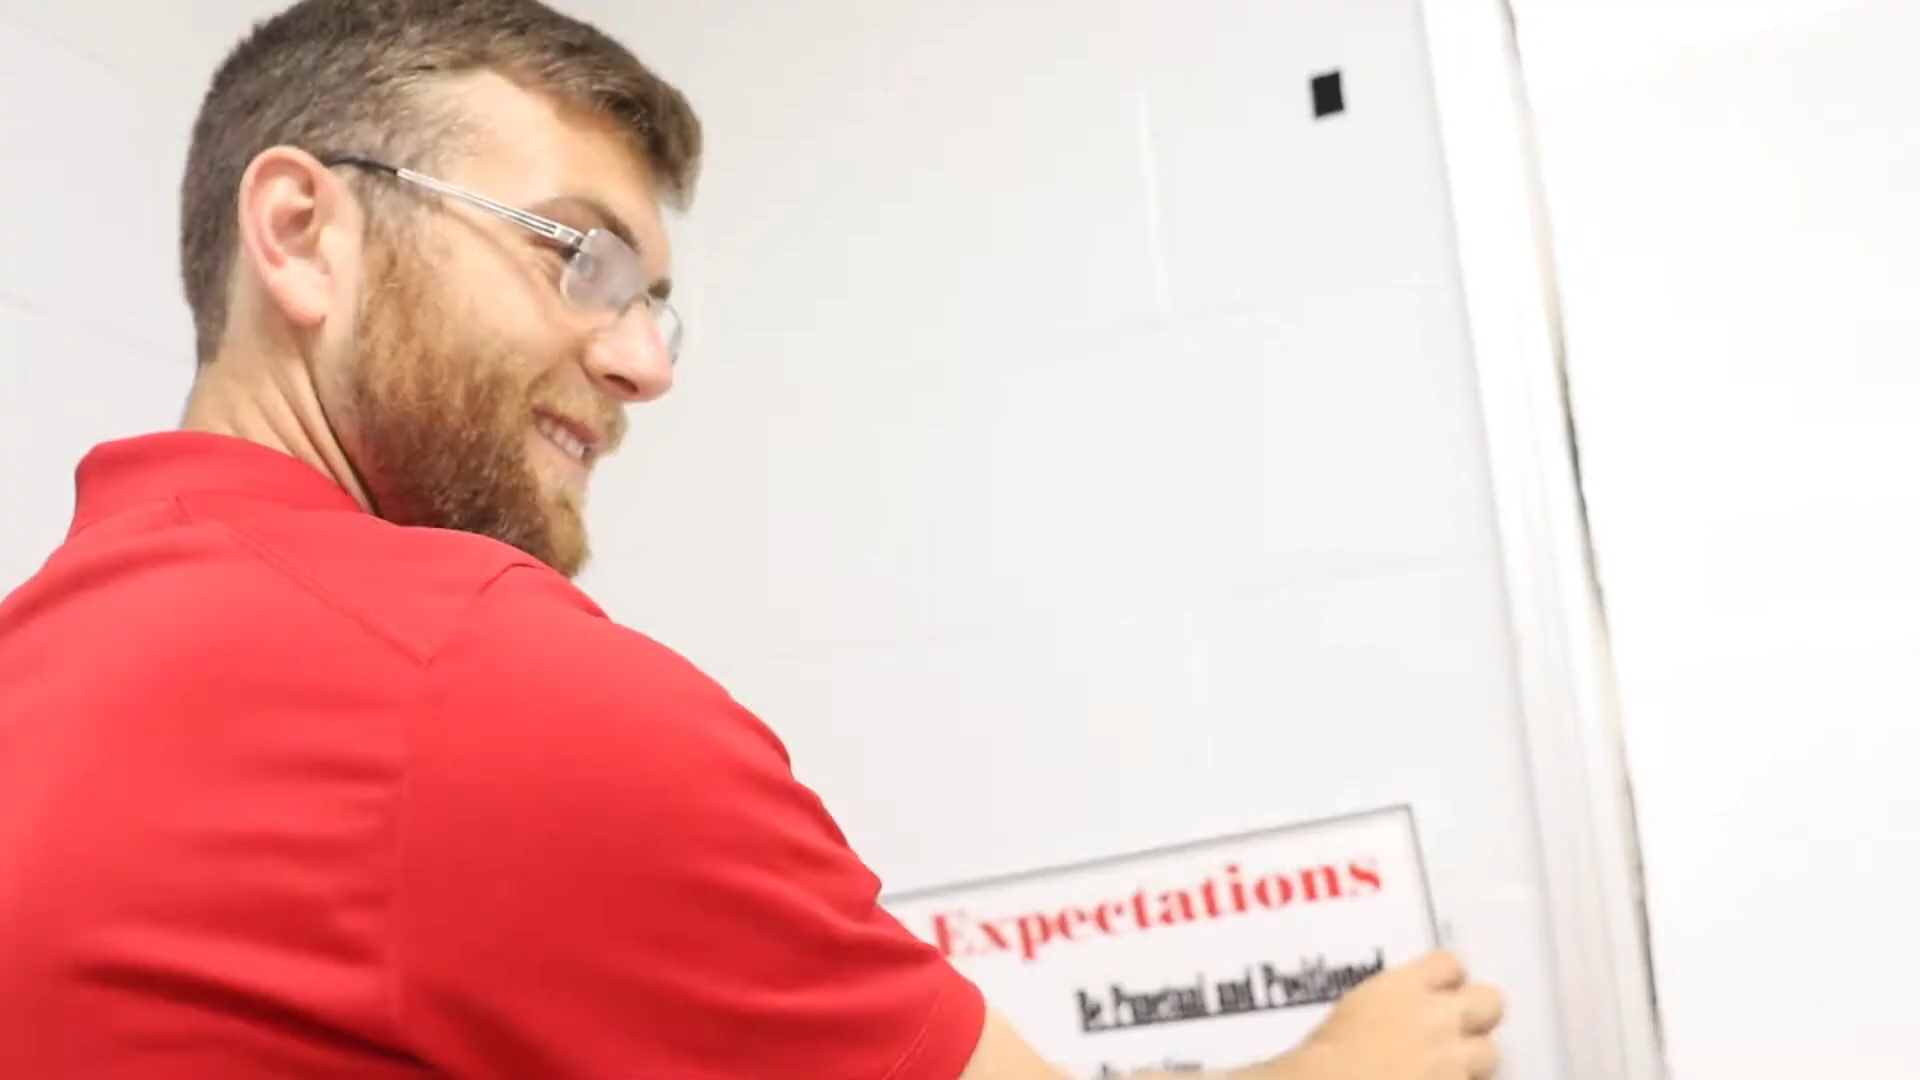 Expectations
Be Punctual and Positioned